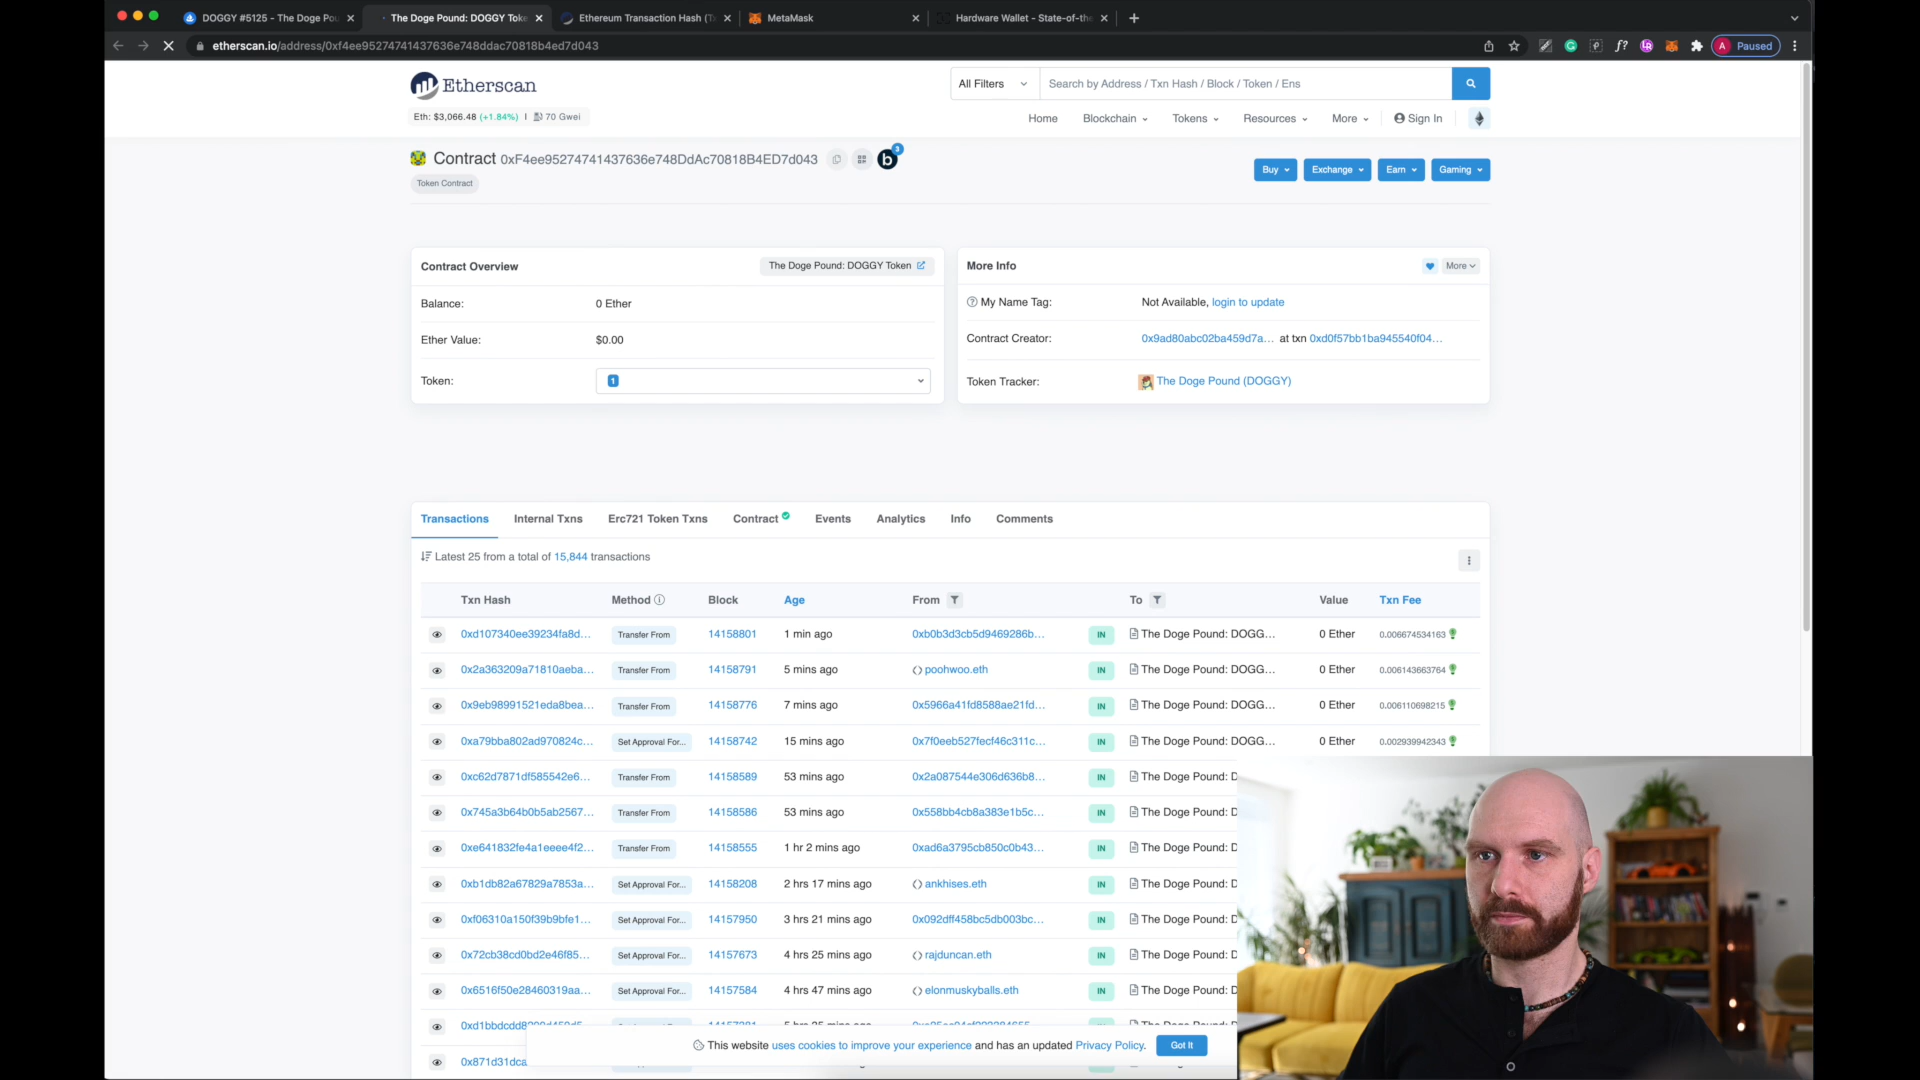 DOGGY #5125 - The Doge Pou
The Doge Pound: DOGGY Toke
Ethereum Transaction Hash (T
MetaMask
Hardware Wallet - State-of-the
etherscan.io/address/0xf4ee95274741437636e748ddac70818b4ed7d043
A Paused
Etherscan
All Filters
Search by Address / Txn Hash / Block / Token / Ens
Eth: $3,066.48 (+1.84%) | 70 Gwei
Home Blockchain Tokens Resources More Sign In
Contract 0xF4ee95274741437636e748DdAc70818B4ED7d043 b 3
Token Contract
Buy Exchange Earn Gaming
Contract Overview
The Doge Pound: DOGGY Token
Balance: 0 Ether
Ether Value: $0.00
Token: 1
More Info
More
My Name Tag: Not Available, login to update
Contract Creator: 0x9ad80abc02ba459d7a... at txn 0xd0f57bb1ba945540f04...
Token Tracker: The Doge Pound (DOGGY)
Transactions Internal Txns Erc721 Token Txns Contract Events Analytics Info Comments
Latest 25 from a total of 15,844 transactions
Txn Hash Method Block Age From To Value Txn Fee
0xd107340ee39234fa8d... Transfer From 14158801 1 min ago 0xb0b3d3cb5d9469286b... IN The Doge Pound: DOGG... 0 Ether 0.006674534163
0x2a363209a71810aeba... Transfer From 14158791 5 mins ago poohwoo.eth IN The Doge Pound: DOGG... 0 Ether 0.006143663764
0x9eb98991521eda8bea... Transfer From 14158776 7 mins ago 0x5966a41fd8588ae21fd... IN The Doge Pound: DOGG... 0 Ether 0.006110698215
0xa79bba802ad970824c... Set Approval For... 14158742 15 mins ago 0x7f0eeb527fecf46c311c... IN The Doge Pound: DOGG... 0 Ether 0.002939942343
0xc62d7871df585542e6... Transfer From 14158589 53 mins ago 0x2a087544e306d636b8... IN The Doge Pound: D
0x745a3b64b0b5ab2567... Transfer From 14158586 53 mins ago 0x558bb4cb8a383e1b5c... IN The Doge Pound: D
0xe641832fe4a1eeee4f2... Transfer From 14158555 1 hr 2 mins ago 0xad6a3795cb850c0b43... IN The Doge Pound: D
0xb1db82a67829a7853a... Set Approval For... 14158208 2 hrs 17 mins ago ankhises.eth IN The Doge Pound: D
0xf06310a150f39b9bfe1... Set Approval For... 14157950 3 hrs 21 mins ago 0x092dff458bc5db003bc... IN The Doge Pound: D
0x72cb38cd0bd2e46f85... Set Approval For... 14157673 4 hrs 25 mins ago rajduncan.eth IN The Doge Pound: D
0x6516f50e28460319aa... Set Approval For... 14157584 4 hrs 47 mins ago elonmuskyballs.eth IN The Doge Pound: D
0x871d31dca
This website uses cookies to improve your experience and has an updated Privacy Policy. Got It